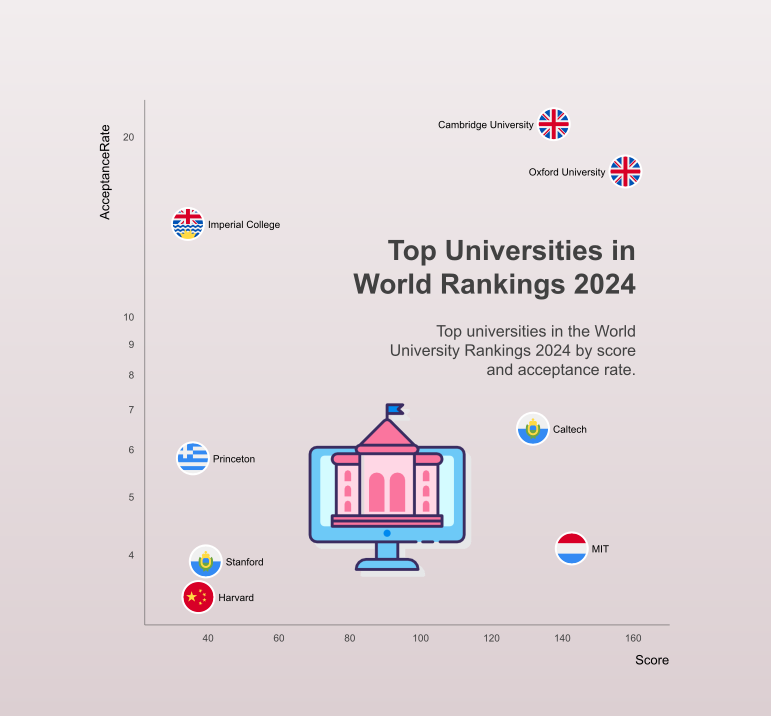 AcceptanceRate
20
10
9
8
7
6
5
4
Cambridge University
Oxford University
Imperial College
Top Universities in
World Rankings 2024
Top universities in the World
University Rankings 2024 by score
and acceptance rate.
Caltech
Princeton
MIT
Stanford
Harvard
40 60 80 100 120 140 160
Score